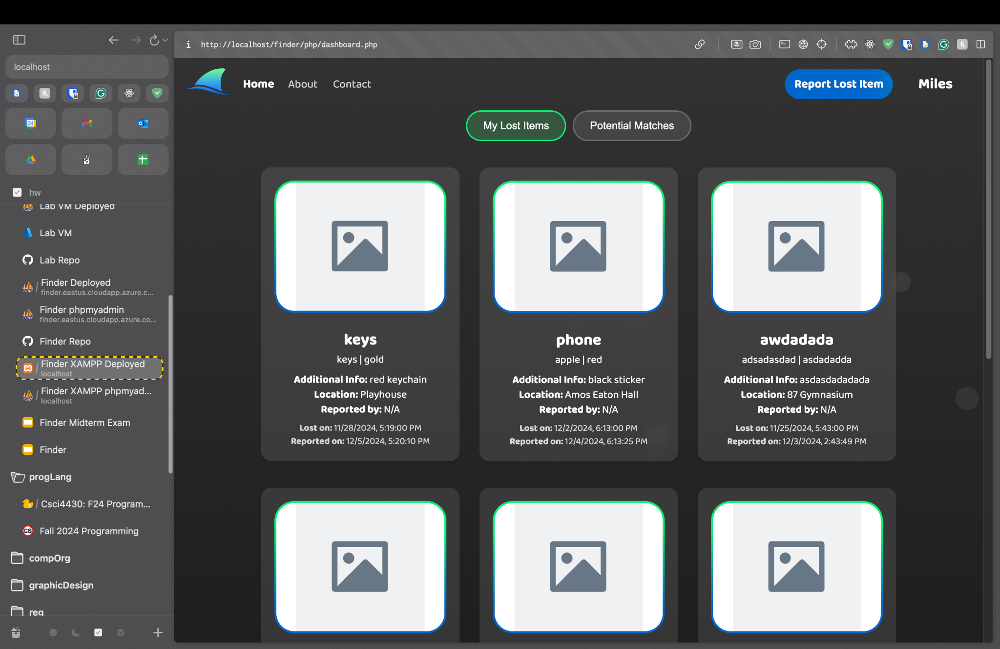 http://localhost/finder/php/dashboard.php
localhost
24
hw
Lab VM Deployed
Lab VM
Lab Repo
Finder Deployed
finder.eastus.cloudapp.azure.c...
Finder phpmyadmin
finder.eastus.cloudapp.azure.co...
Finder Repo
Finder XAMPP Deployed
localhost
Finder XAMPP phpmyad...
localhost
Finder Midterm Exam
Finder
progLang
Csci4430: F24 Program...
CS
Fall 2024 Programming
compOrg
graphicDesign
req
Home
About
Contact
Report Lost Item
Miles
My Lost Items
Potential Matches
keys
keys | gold
Additional Info: red keychain
Location: Playhouse
Reported by: N/A
Lost on: 11/28/2024, 5:19:00 PM
Reported on: 12/5/2024, 5:20:10 PM
phone
apple | red
Additional Info: black sticker
Location: Amos Eaton Hall
Reported by: N/A
Lost on: 12/2/2024, 6:13:00 PM
Reported on: 12/4/2024, 6:13:25 PM
awdadada
adsadasdad | asdadadda
Additional Info: asdasdadadada
Location: 87 Gymnasium
Reported by: N/A
Lost on: 11/25/2024, 5:43:00 PM
Reported on: 12/3/2024, 2:43:49 PM